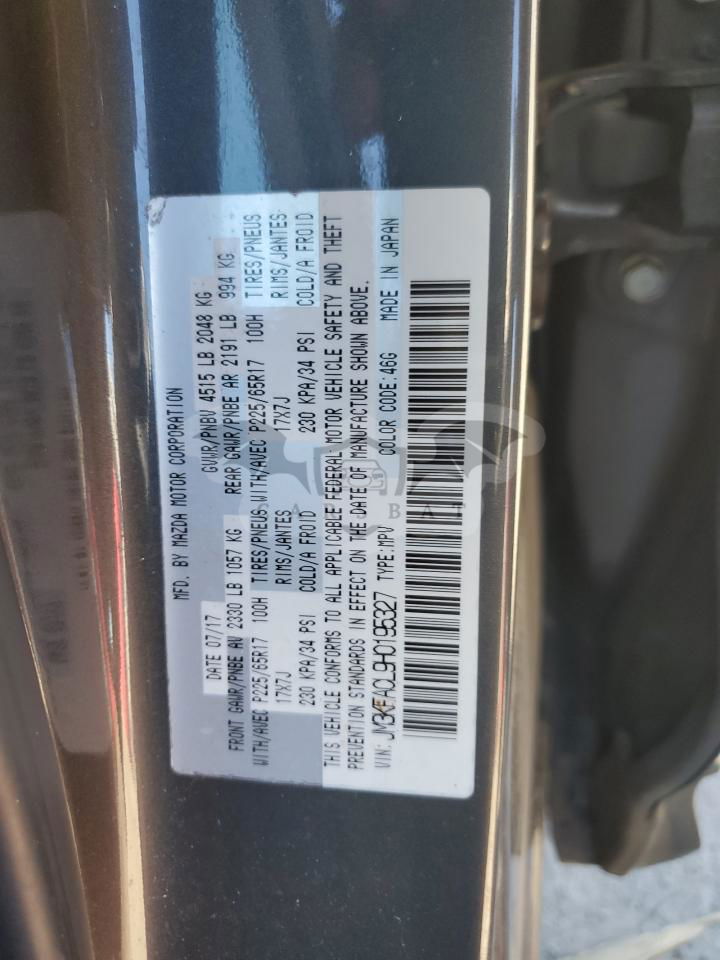 MFD. BY MAZDA MOTOR CORPORATION
DATE 07/17 GVWR/PNBV 4515 LB 2048 KG
FRONT GAWR/PNBE AV 2330 LB 1057 KG REAR GAWR/PNBE AR 2191 LB 994 KG
WITH/AVEC P225/65R17 100H TIRES/PNEUS WITH/AVEC P225/65R17 100H TIRES/PNEUS
17X7J RIMS/JANTES 17X7J RIMS/JANTES
230 KPA/34 PSI COLD/A FROID 230 KPA/34 PSI COLD/A FROID
THIS VEHICLE CONFORMS TO ALL APPLICABLE FEDERAL MOTOR VEHICLE SAFETY AND THEFT
PREVENTION STANDARDS IN EFFECT ON THE DATE OF MANUFACTURE SHOWN ABOVE.
VIN: JM3KFACL9H0195327 TYPE:MPV COLOR CODE:46G MADE IN JAPAN